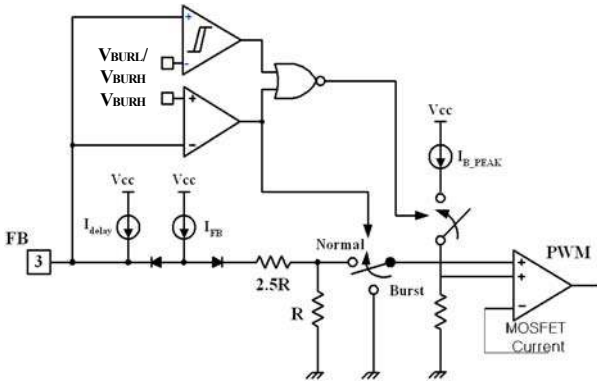 +
-
VBURL/
VBURH
VBURH
+
−
Vcc
IB_PEAK
Vcc
Vcc
Idelay
IFB
FB
3
Normal
2.5R
Burst
R
PWM
+
+
−
MOSFET
Current